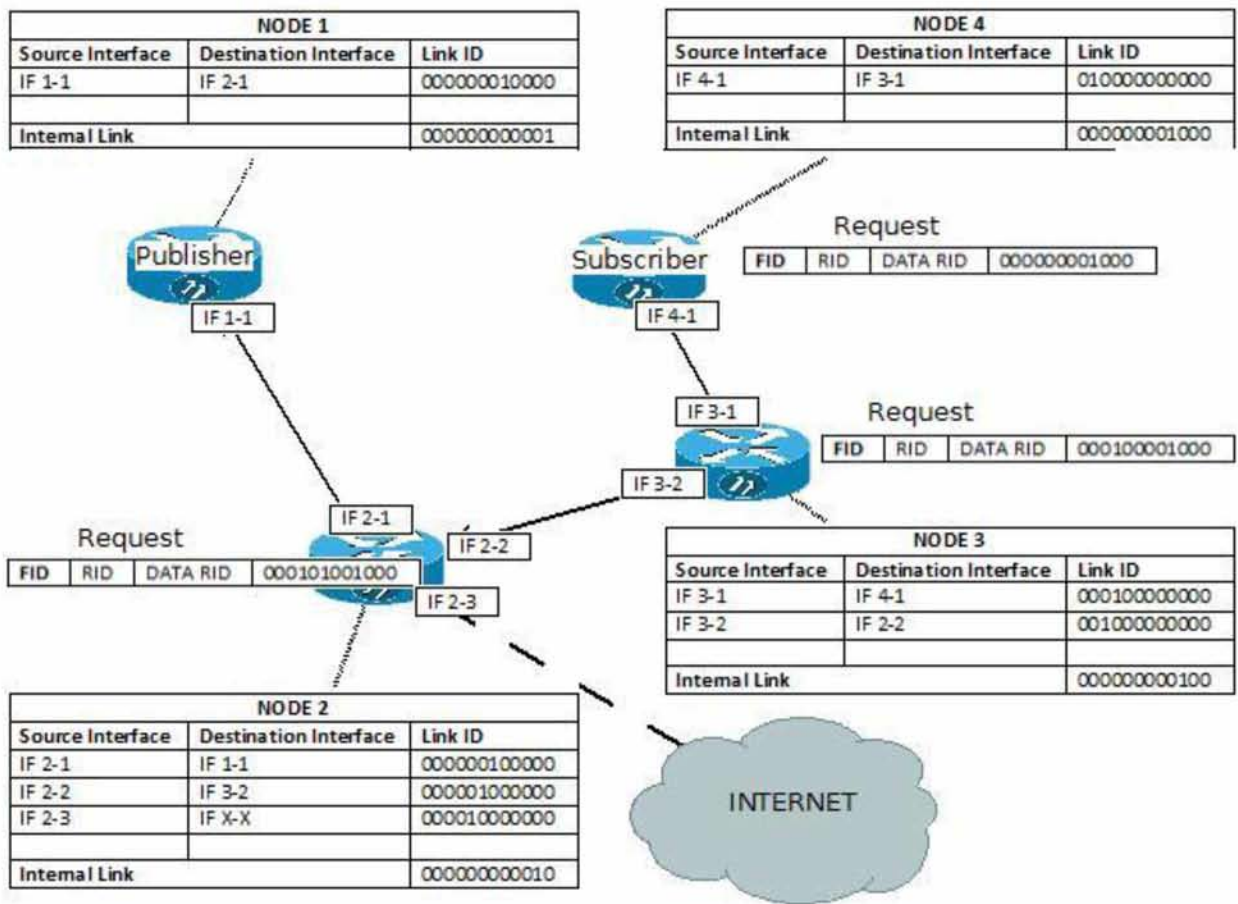 NODE 1
Source Interface Destination Interface Link ID
IF 1-1 IF 2-1 000000010000
Internal Link 000000000001
NODE 4
Source Interface Destination Interface Link ID
IF 4-1 IF 3-1 010000000000
Internal Link 000000001000
Publisher
IF 1-1
Subscriber
IF 4-1
Request
FID RID DATA RID 000000001000
IF 3-1
IF 3-2
Request
FID RID DATA RID 000100001000
IF 2-1
IF 2-2
IF 2-3
Request
FID RID DATA RID 000101001000
NODE 3
Source Interface Destination Interface Link ID
IF 3-1 IF 4-1 000100000000
IF 3-2 IF 2-2 001000000000
Internal Link 000000000100
NODE 2
Source Interface Destination Interface Link ID
IF 2-1 IF 1-1 000000100000
IF 2-2 IF 3-2 000001000000
IF 2-3 IF X-X 000010000000
Internal Link 000000000010
INTERNET